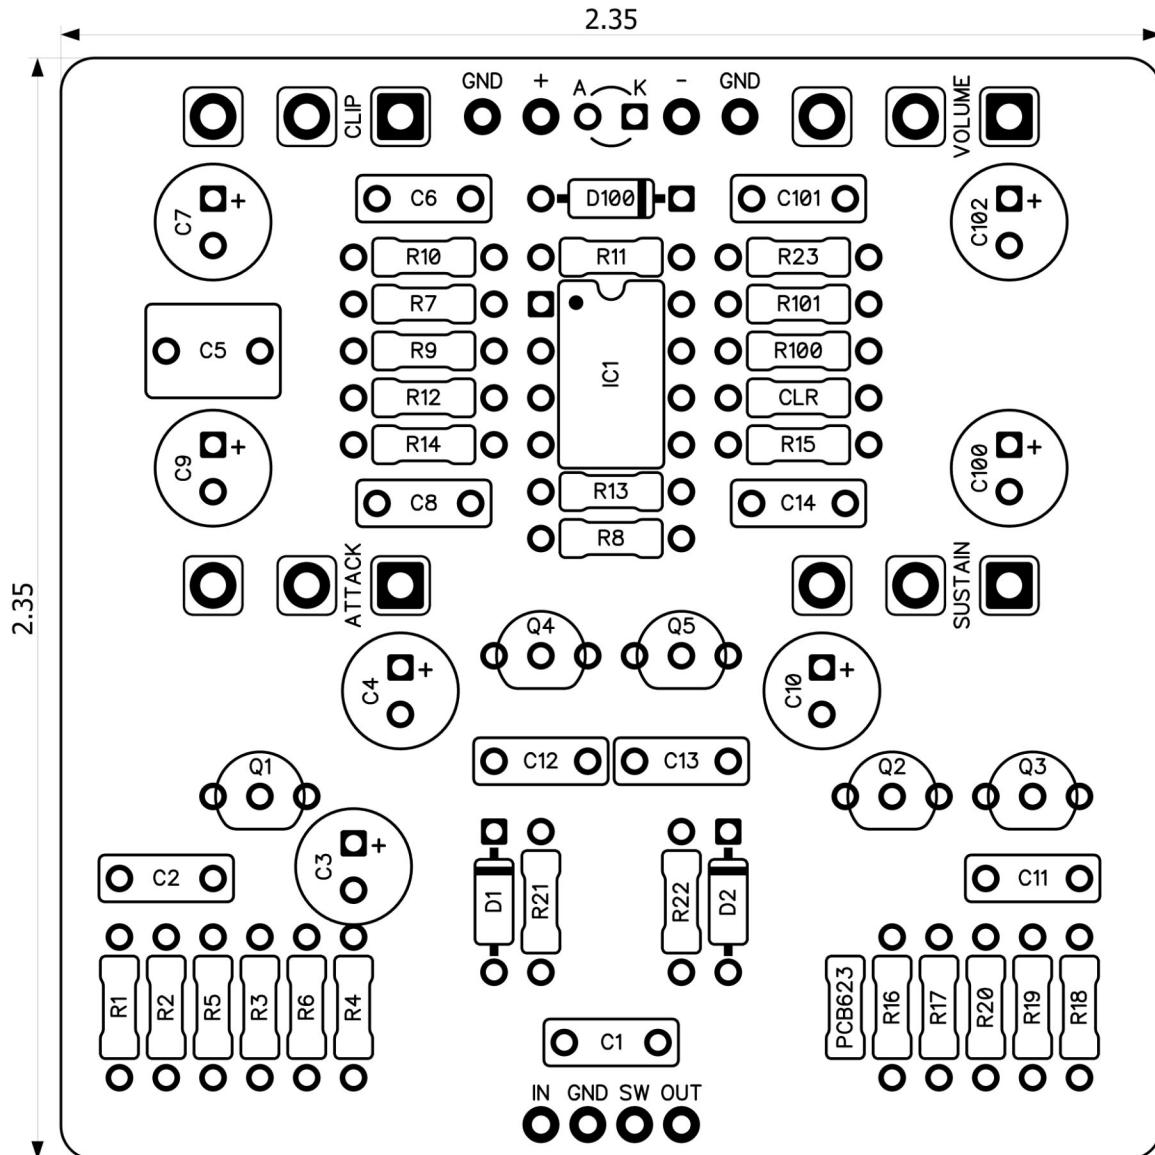 2.35
GND + A K - GND
CLIP
VOLUME
C7 +
C6
D100
C101
C102 +
R10
R11
R23
R7
R101
C5
R9
IC1
R100
R12
CLR
R14
R15
C9 +
C100 +
R13
C8
C14
R8
ATTACK
SUSTAIN
2.35
Q4
Q5
C4 +
C10 +
C12
C13
Q1
Q2
Q3
C3 +
C2
C11
D1
R21
R22
D2
R1
R2
R5
R3
R6
R4
PCB623
R16
R17
R20
R19
R18
C1
IN GND SW OUT